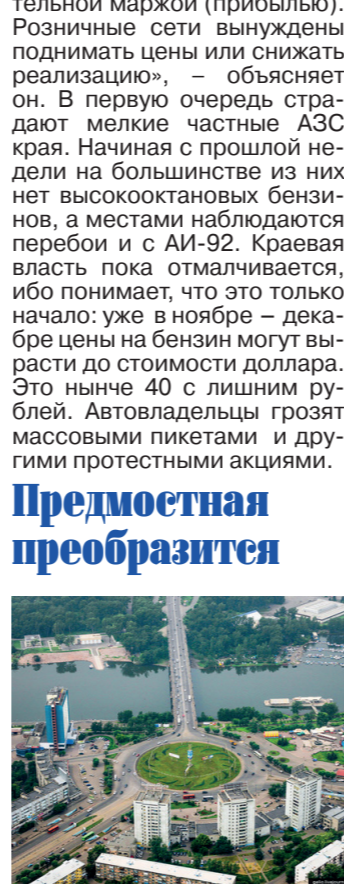 тельной маржой (прибылью).
Розничные сети вынуждены
поднимать цены или снижать
реализацию», – объясняет
он. В первую очередь стра-
дают мелкие частные АЗС
края. Начиная с прошлой не-
дели на большинстве из них
нет высокооктановых бензи-
нов, а местами наблюдаются
перебои и с АИ-92. Краевая
власть пока отмалчивается,
ибо понимает, что это только
начало: уже в ноябре – дека-
бре цены на бензин могут вы-
расти до стоимости доллара.
Это нынче 40 с лишним ру-
блей. Автовладельцы грозят
массовыми пикетами и дру-
гими протестными акциями.
Предмостная
преобразится